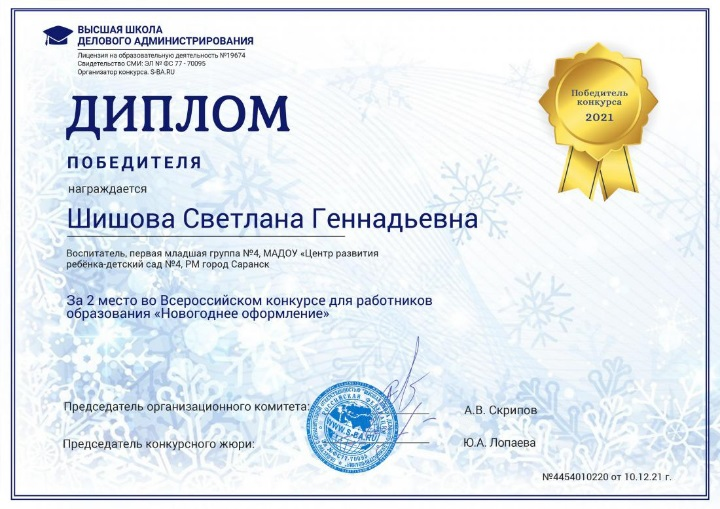 ВЫСШАЯ ШКОЛА
ДЕЛОВОГО АДМИНИСТРИРОВАНИЯ
Лицензия на образовательную деятельность №19674
Свидетельство СМИ: ЭЛ № ФС 77 - 70095
Организатор конкурса. S-BA.RU
Победитель
конкурса
2021
ДИПЛОМ
ПОБЕДИТЕЛЯ
награждается
Шишова Светлана Геннадьевна
Воспитатель, первая младшая группа №4, МАДОУ «Центр развития
ребёнка-детский сад №4, РМ город Саранск
За 2 место во Всероссийском конкурсе для работников
образования «Новогоднее оформление»
Председатель организационного комитета:
А.В. Скрипов
WWW.S-BA.RU
Председатель конкурсного жюри:
Ю.А. Лопаева
№4454010220 от 10.12.21 г.